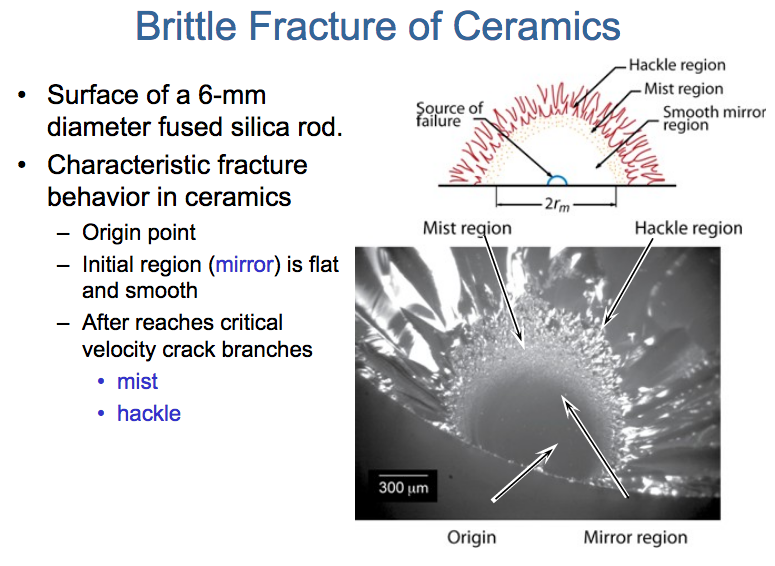 Brittle Fracture of Ceramics
• Surface of a 6-mm
diameter fused silica rod.
• Characteristic fracture
behavior in ceramics
– Origin point
– Initial region (mirror) is flat
and smooth
– After reaches critical
velocity crack branches
• mist
• hackle
Hackle region
Mist region
Smooth mirror
region
Source of
failure
2rm
Mist region
Hackle region
300 μm
Origin
Mirror region